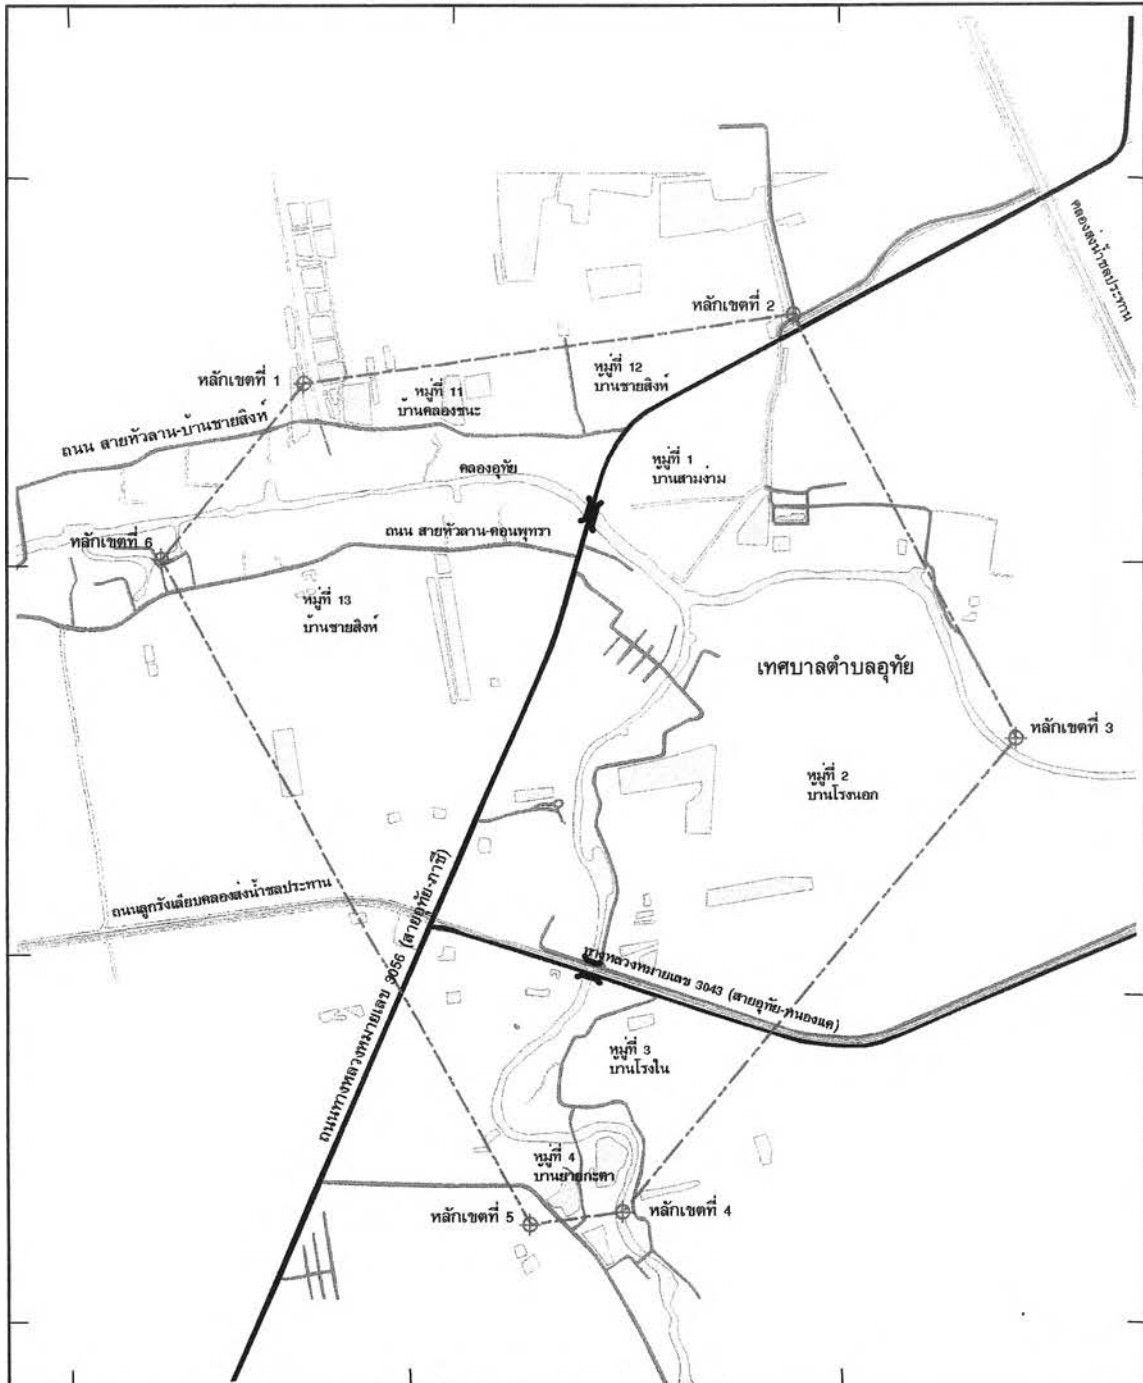 คลองส่งน้ำชลประทาน
หลักเขตที่ 2
หมู่ที่ 12
บ้านชายสิงห์
หลักเขตที่ 1
หมู่ที่ 11
บ้านคลองชนะ
ถนน สายหัวลาน-บ้านชายสิงห์
คลองอุทัย
หมู่ที่ 1
บ้านสามง่าม
ถนน สายหัวลาน-ดอนพุทรา
หลักเขตที่ 6
หมู่ที่ 13
บ้านชายสิงห์
เทศบาลตำบลอุทัย
หลักเขตที่ 3
หมู่ที่ 2
บ้านโรงนอก
ถนนลูกรังเลียบคลองส่งน้ำชลประทาน
ถนนทางหลวงหมายเลข 3056 (สายอุทัย-ภาชี)
ทางหลวงหมายเลข 3043 (สายอุทัย-หนองแค)
หมู่ที่ 3
บ้านโรงใน
หมู่ที่ 4
บ้านยายกะตา
หลักเขตที่ 5
หลักเขตที่ 4